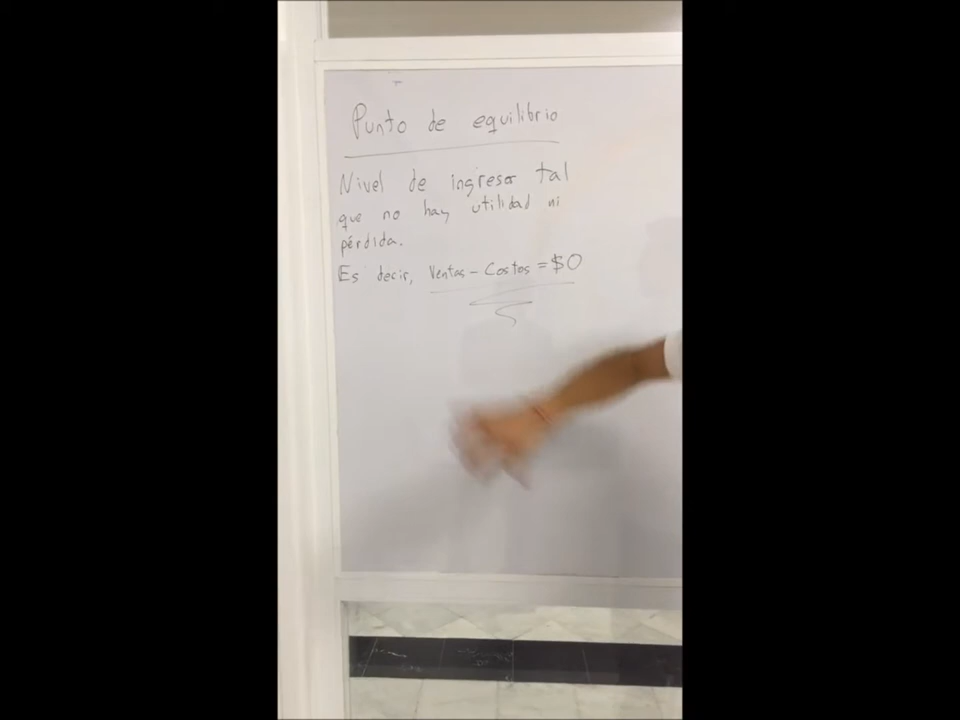 Punto de equilibrio
Nivel de ingresos tal
que no hay utilidad ni
pérdida.
Es decir, Ventas - Costos = $0